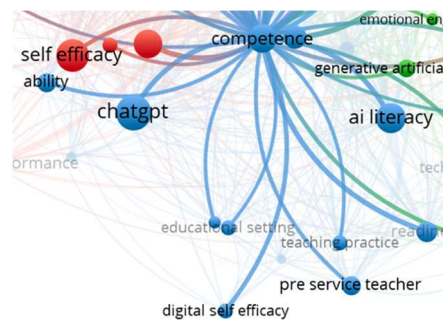 emotional en
competence
self efficacy
generative artificia
ability
chatgpt
ai literacy
ormance
tech
educational setting
readin
teaching practice
pre service teacher
digital self efficacy